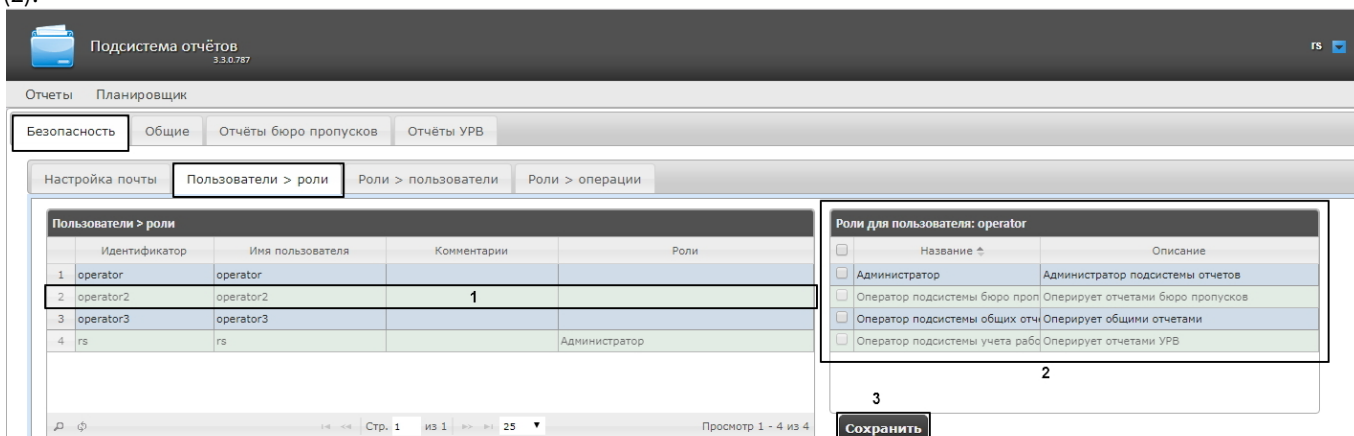 (2).
Подсистема отчётов
3.3.0.787
rs
Отчеты Планировщик
Безопасность Общие Отчёты бюро пропусков Отчёты УРВ
Настройка почты Пользователи > роли Роли > пользователи Роли > операции
Пользователи > роли
Идентификатор Имя пользователя Комментарии Роли
1 operator operator
2 operator2 operator2 1
3 operator3 operator3
4 rs rs Администратор
Стр. 1 из 1 25 Просмотр 1 - 4 из 4
Роли для пользователя: operator
Название Описание
Администратор Администратор подсистемы отчетов
Оператор подсистемы бюро проп Оперирует отчетами бюро пропусков
Оператор подсистемы общих отч Оперирует общими отчетами
Оператор подсистемы учета рабо Оперирует отчетами УРВ
2
3
Сохранить